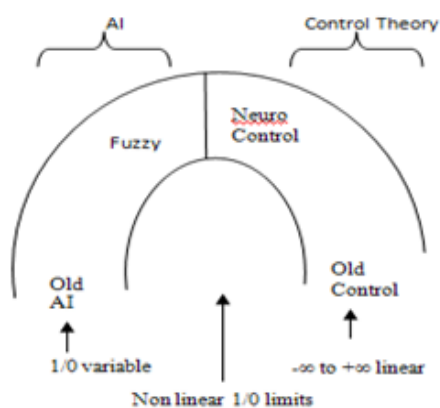 AI
Control Theory
Fuzzy
Neuro
Control
Old
AI
Old
Control
1/0 variable
-∞ to +∞ linear
Non linear 1/0 limits